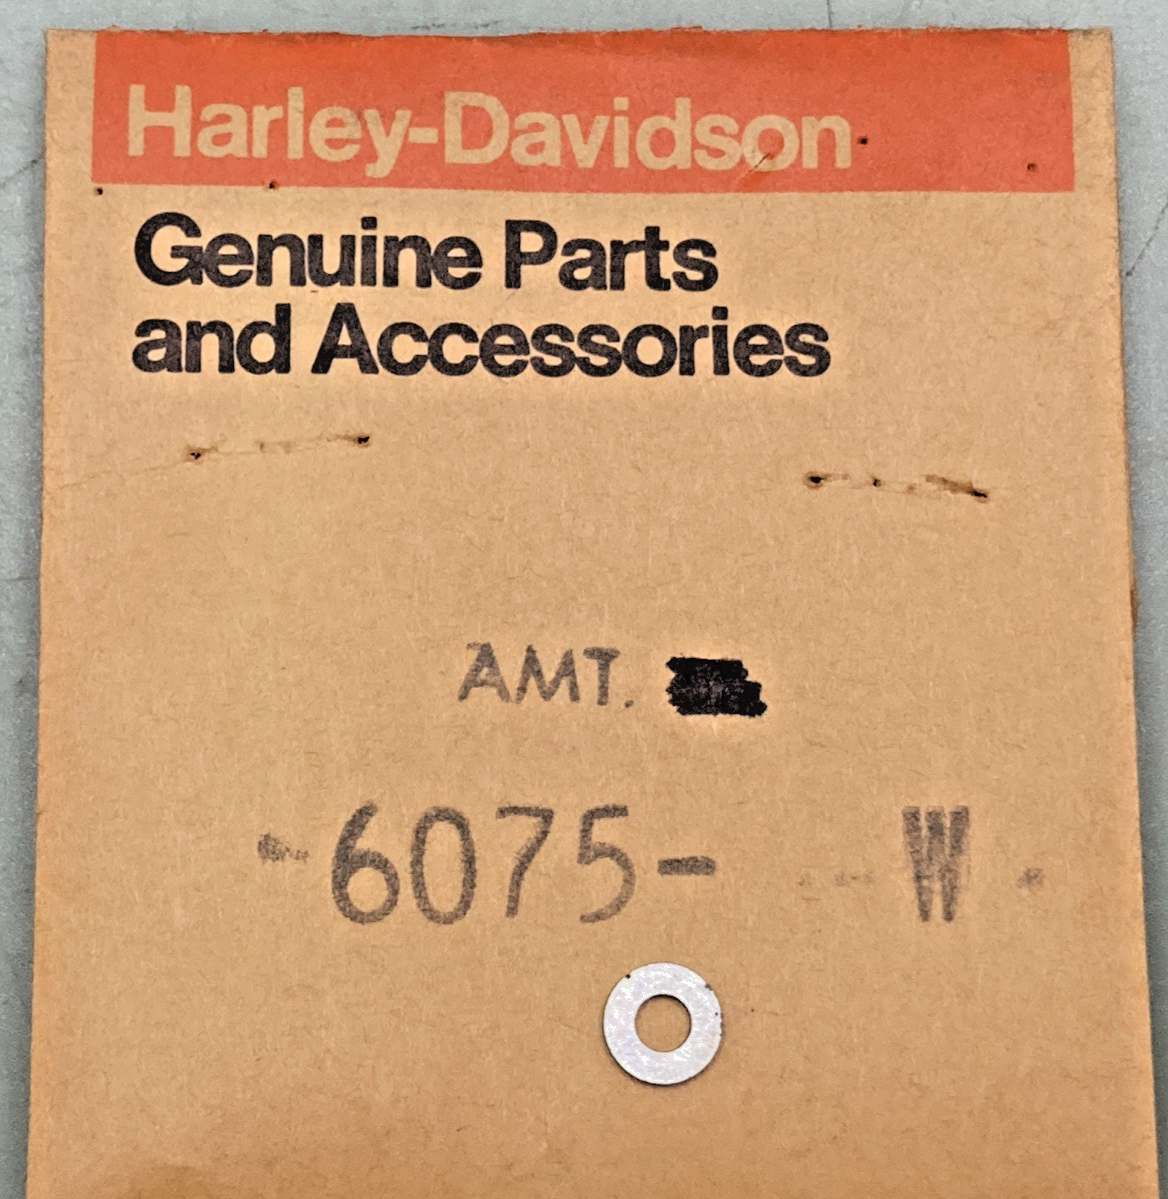 Harley-Davidson
Genuine Parts
and Accessories
AMT.
-6075- W